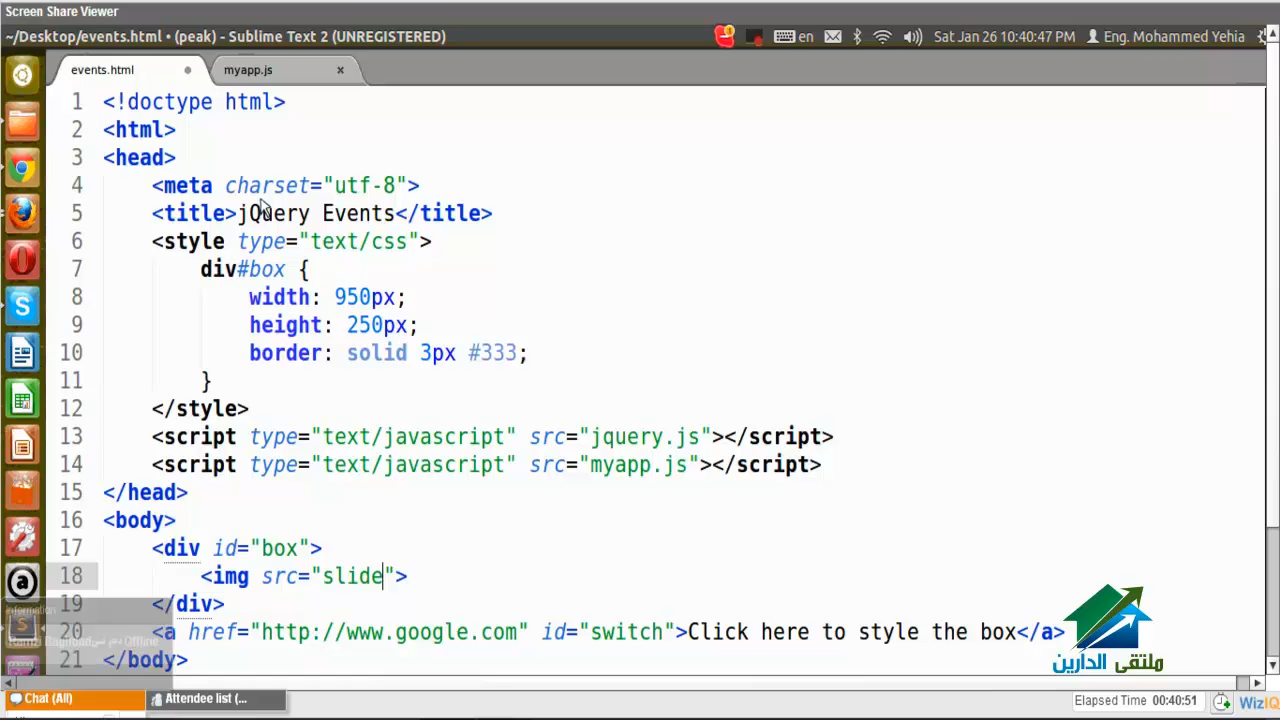 Screen Share Viewer
~/Desktop/events.html • (peak) - Sublime Text 2 (UNREGISTERED)
en
Sat Jan 26 10:40:47 PM
Eng. Mohammed Yehia
events.html
myapp.js
1 <!doctype html>
2 <html>
3 <head>
4 <meta charset="utf-8">
5 <title>jQuery Events</title>
6 <style type="text/css">
7 div#box {
8 width: 950px;
9 height: 250px;
10 border: solid 3px #333;
11 }
12 </style>
13 <script type="text/javascript" src="jquery.js"></script>
14 <script type="text/javascript" src="myapp.js"></script>
15 </head>
16 <body>
17 <div id="box">
18 <img src="slide">
19 </div>
20 <a href="http://www.google.com" id="switch">Click here to style the box</a>
21 </body>
Information
Offline
ملتقى الدارين
Chat (All)
Attendee list (...
Elapsed Time 00:40:51
WizIQ